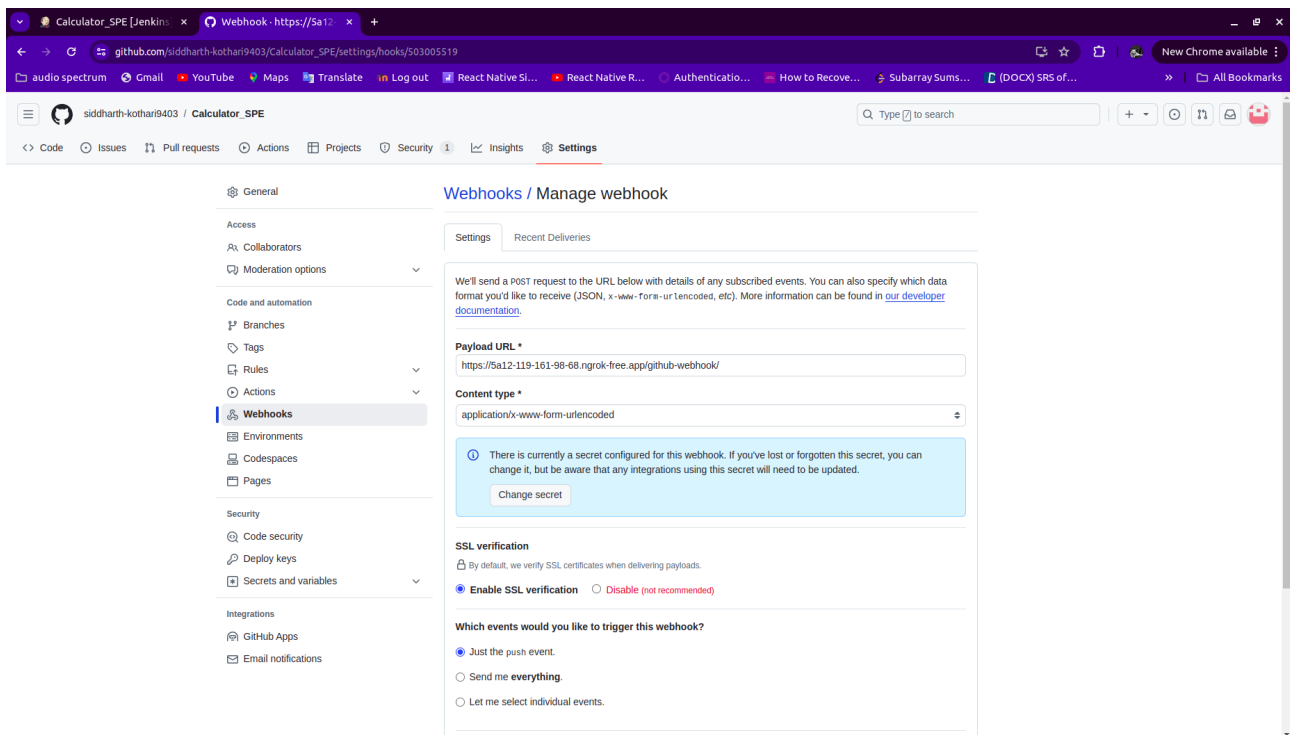 Calculator_SPE [Jenkins]
Webhook · https://5a12-
github.com/siddharth-kothari9403/Calculator_SPE/settings/hooks/503005519
New Chrome available
audio spectrum
Gmail
YouTube
Maps
Translate
Log out
React Native Si...
React Native R...
Authenticatio...
How to Recove...
Subarray Sums...
(DOCX) SRS of...
»
All Bookmarks
siddharth-kothari9403 / Calculator_SPE
Type / to search
Code
Issues
Pull requests
Actions
Projects
Security 1
Insights
Settings
General
Access
Collaborators
Moderation options
Code and automation
Branches
Tags
Rules
Actions
Webhooks
Environments
Codespaces
Pages
Security
Code security
Deploy keys
Secrets and variables
Integrations
GitHub Apps
Email notifications
Webhooks / Manage webhook
Settings
Recent Deliveries
We'll send a POST request to the URL below with details of any subscribed events. You can also specify which data
format you'd like to receive (JSON, x-www-form-urlencoded, etc). More information can be found in our developer
documentation.
Payload URL *
https://5a12-119-161-98-68.ngrok-free.app/github-webhook/
Content type *
application/x-www-form-urlencoded
There is currently a secret configured for this webhook. If you've lost or forgotten this secret, you can
change it, but be aware that any integrations using this secret will need to be updated.
Change secret
SSL verification
By default, we verify SSL certificates when delivering payloads.
Enable SSL verification
Disable (not recommended)
Which events would you like to trigger this webhook?
Just the push event.
Send me everything.
Let me select individual events.